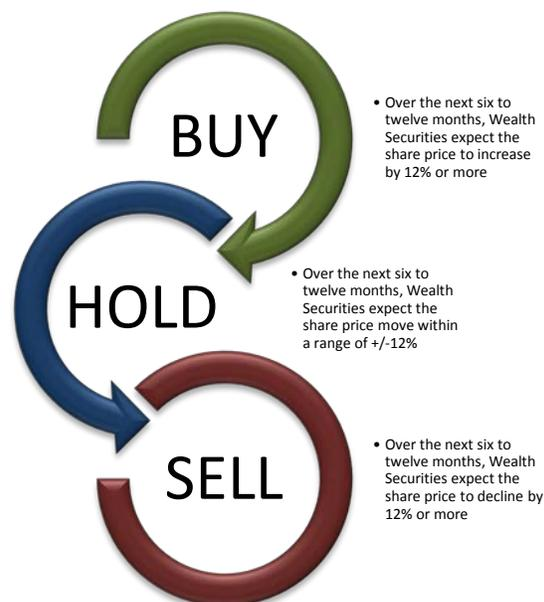 BUY
• Over the next six to
twelve months, Wealth
Securities expect the
share price to increase
by 12% or more
HOLD
• Over the next six to
twelve months, Wealth
Securities expect the
share price move within
a range of +/-12%
SELL
• Over the next six to
twelve months, Wealth
Securities expect the
share price to decline by
12% or more